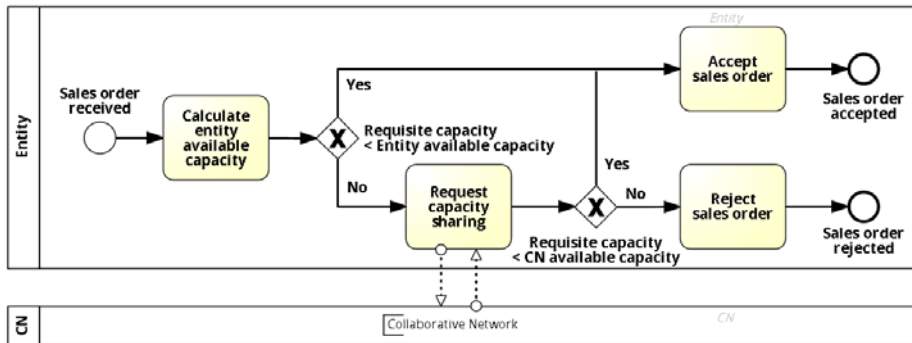 Entity
Entity
Sales order
received
Calculate
entity
available
capacity
X
Yes
Requisite capacity
< Entity available capacity
No
Request
capacity
sharing
X
Yes
No
Requisite capacity
< CN available capacity
Accept
sales order
Sales order
accepted
Reject
sales order
Sales order
rejected
CN
Collaborative Network
CN